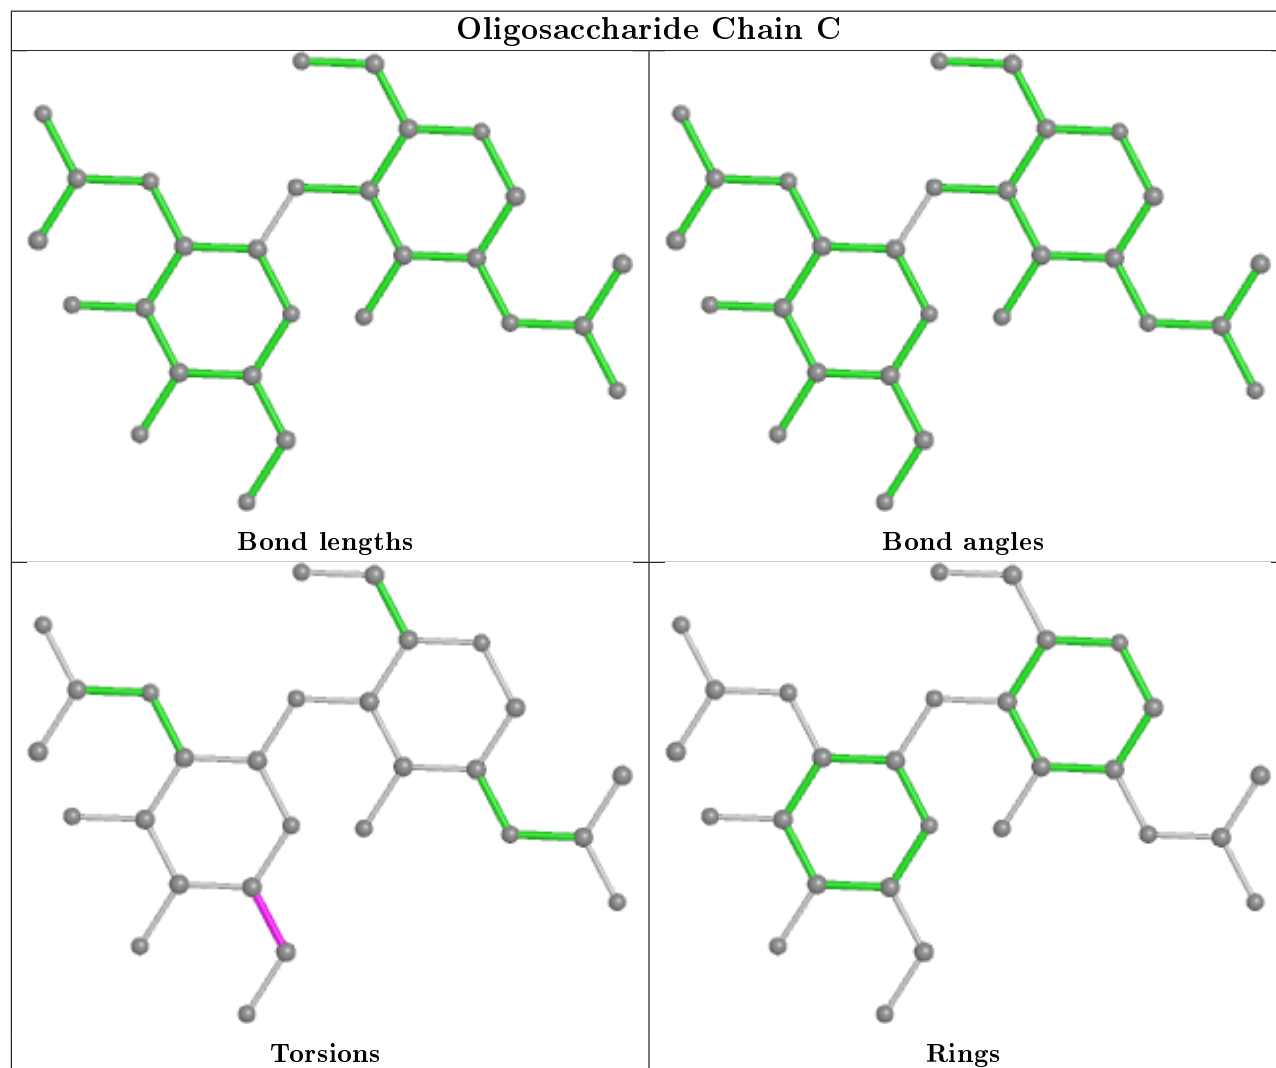 Oligosaccharide Chain C
Bond lengths
Bond angles
Torsions
Rings